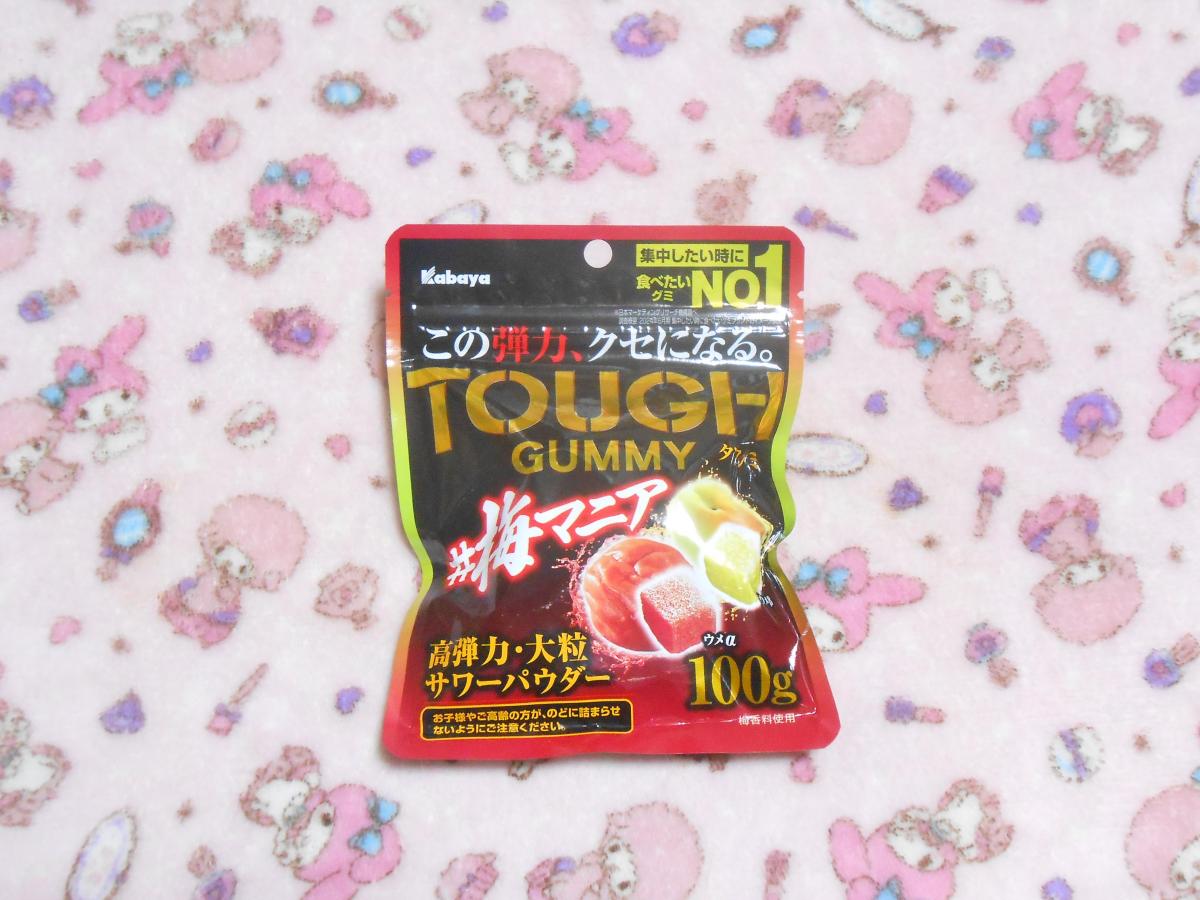 Kabaya
集中したい時に
食べたい
グミ
NO1
この弾力、クセになる。
TOUGH
GUMMY
#梅マニア
高弾力・大粒
サワーパウダー
ウメα
100g
梅香料使用
お子様やご高齢の方が、のどに詰まらせ
ないようにご注意ください。